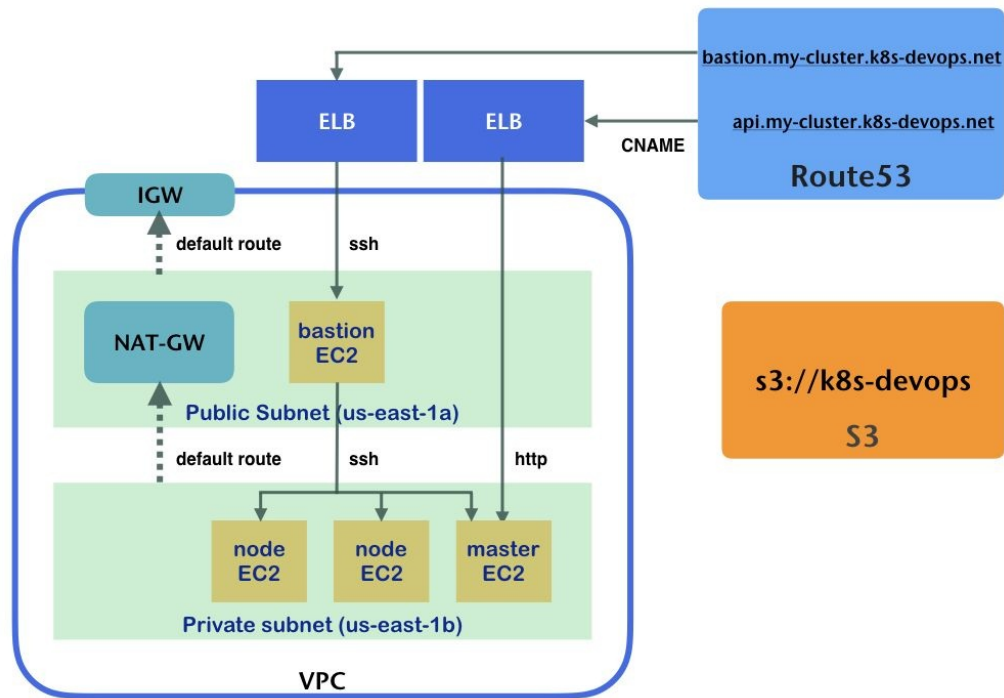 bastion.my-cluster.k8s-devops.net
ELB
ELB
api.my-cluster.k8s-devops.net
CNAME
Route53
IGW
default route
ssh
NAT-GW
bastion
EC2
s3://k8s-devops
S3
Public Subnet (us-east-1a)
default route
ssh
http
node
EC2
node
EC2
master
EC2
Private subnet (us-east-1b)
VPC